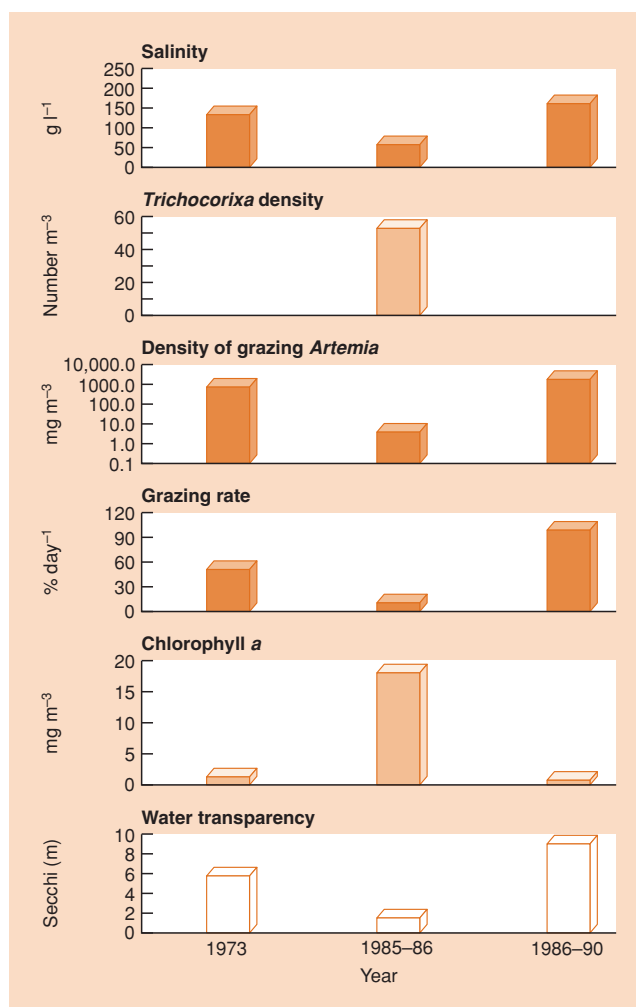 Salinity
250
200
150
100
50
0
g l⁻¹
Trichocorixa density
60
40
20
0
Number m⁻³
Density of grazing Artemia
10,000.0
1000.0
100.0
10.0
1.0
0.1
mg m⁻³
Grazing rate
120
90
60
30
0
% day⁻¹
Chlorophyll a
20
15
10
5
0
mg m⁻³
Water transparency
10
8
6
4
2
0
Secchi (m)
1973 1985–86 1986–90
Year